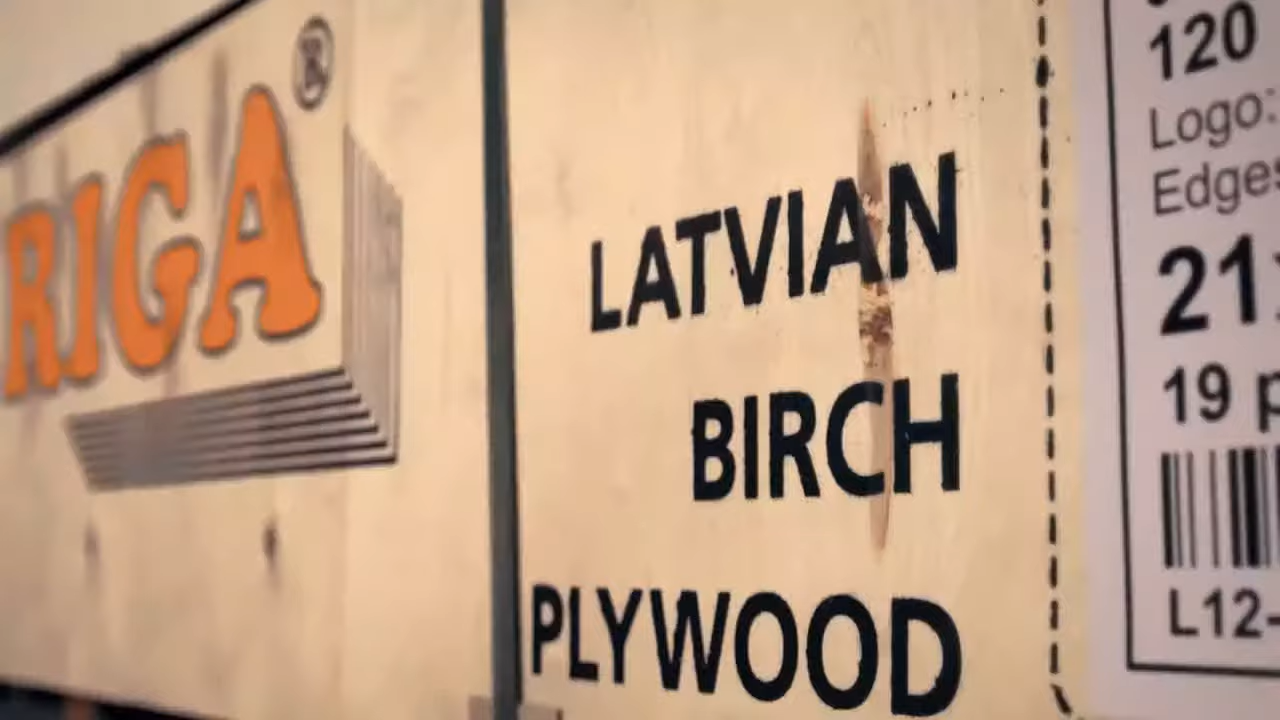 RIGA®
LATVIAN
BIRCH
PLYWOOD
120
Logo:
Edges
21
19 p
L12-